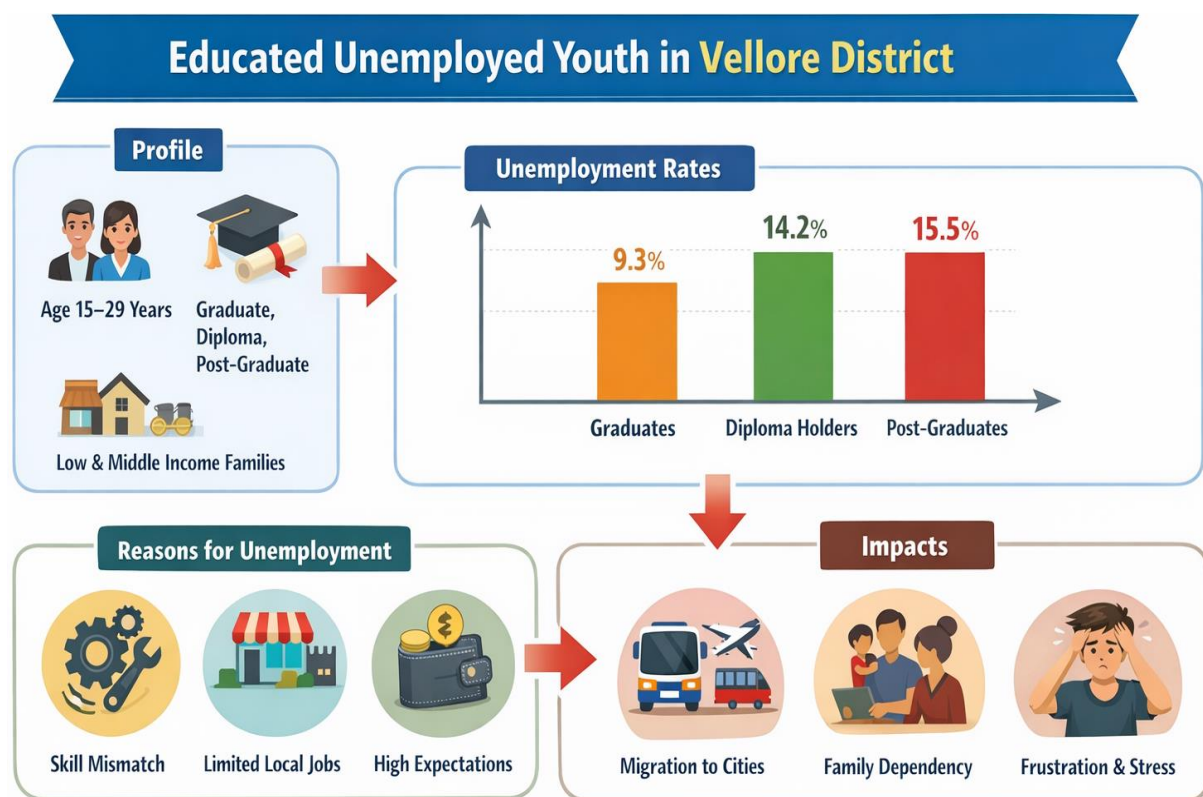 Educated Unemployed Youth in Vellore District
Profile
Age 15–29 Years
Graduate,
Diploma,
Post-Graduate
Low & Middle Income Families
Unemployment Rates
9.3%
14.2%
15.5%
Graduates
Diploma Holders
Post-Graduates
Reasons for Unemployment
$
Skill Mismatch
Limited Local Jobs
High Expectations
Impacts
Migration to Cities
Family Dependency
Frustration & Stress